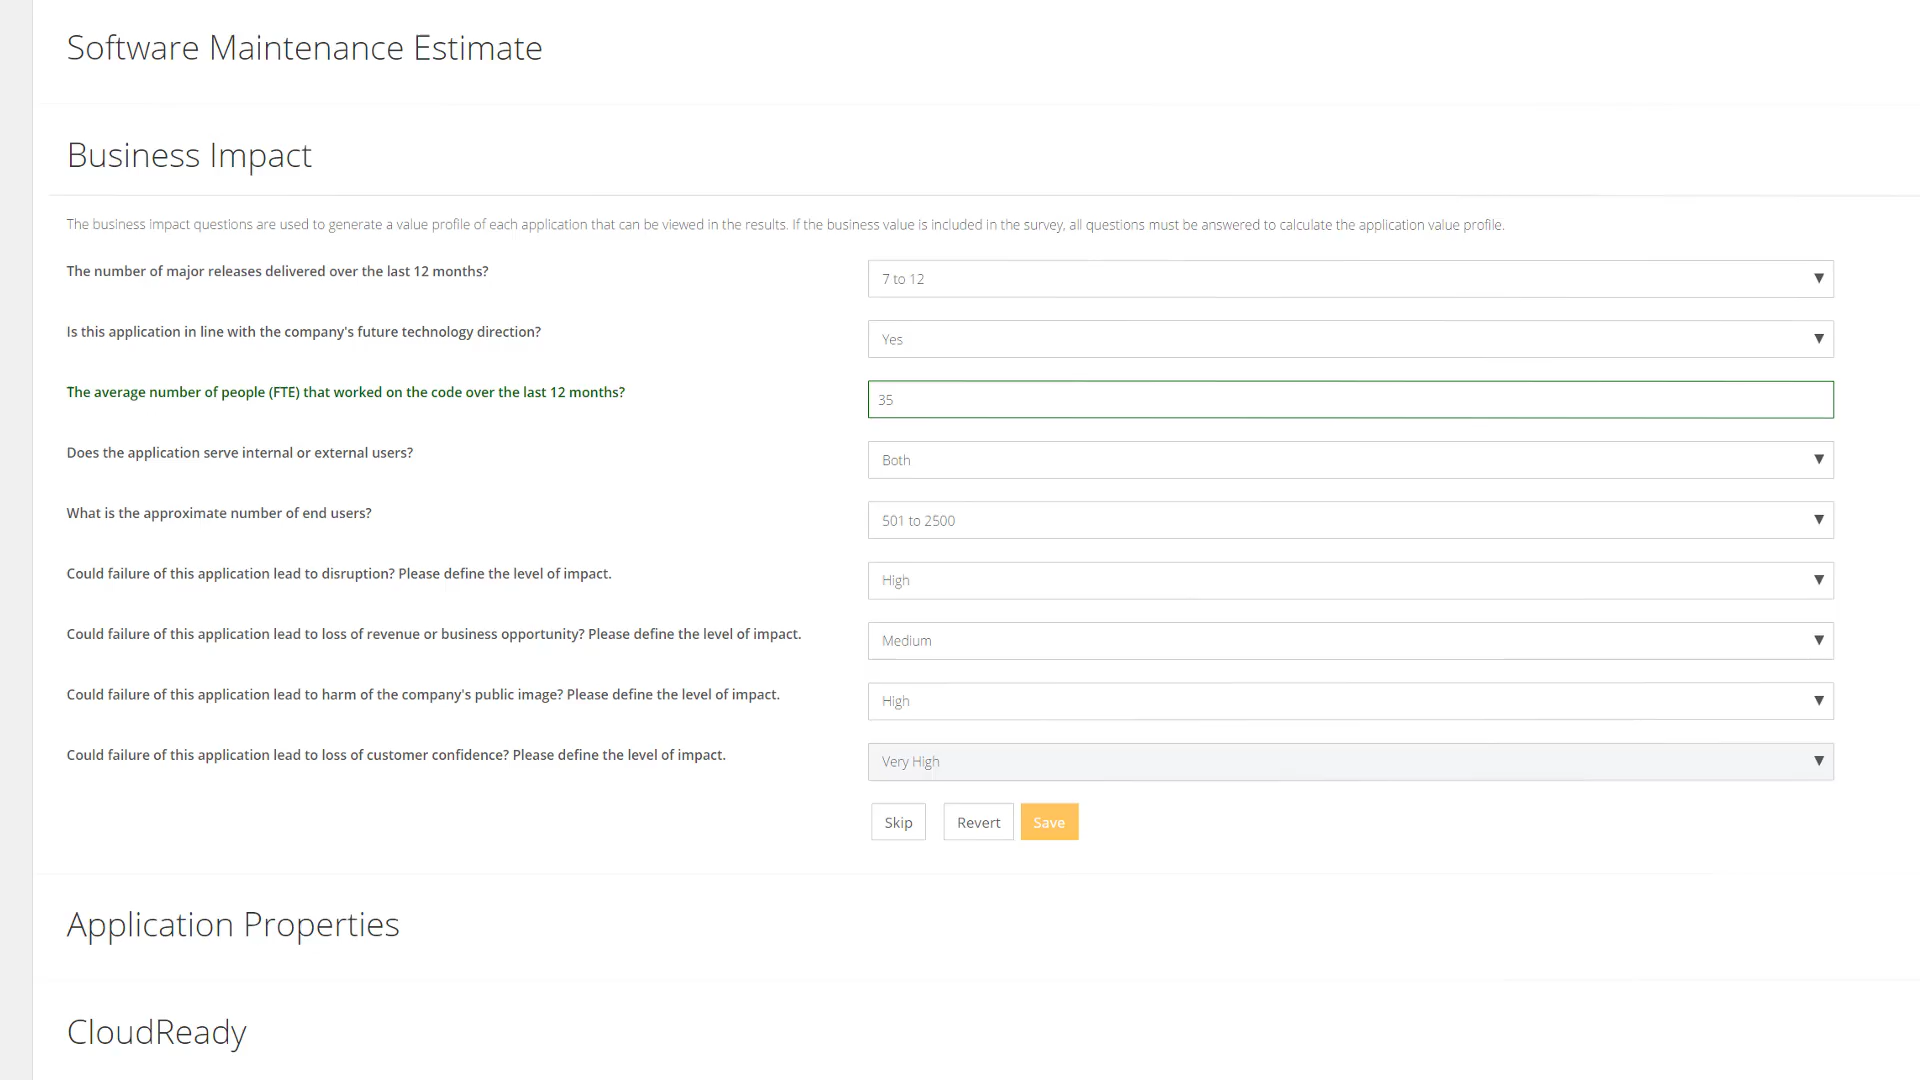 Software Maintenance Estimate
Business Impact
The business impact questions are used to generate a value profile of each application that can be viewed in the results. If the business value is included in the survey, all questions must be answered to calculate the application value profile.
The number of major releases delivered over the last 12 months?
7 to 12
Is this application in line with the company's future technology direction?
Yes
The average number of people (FTE) that worked on the code over the last 12 months?
35
Does the application serve internal or external users?
Both
What is the approximate number of end users?
501 to 2500
Could failure of this application lead to disruption? Please define the level of impact.
High
Could failure of this application lead to loss of revenue or business opportunity? Please define the level of impact.
Medium
Could failure of this application lead to harm of the company's public image? Please define the level of impact.
High
Could failure of this application lead to loss of customer confidence? Please define the level of impact.
Very High
Skip Revert Save
Application Properties
CloudReady